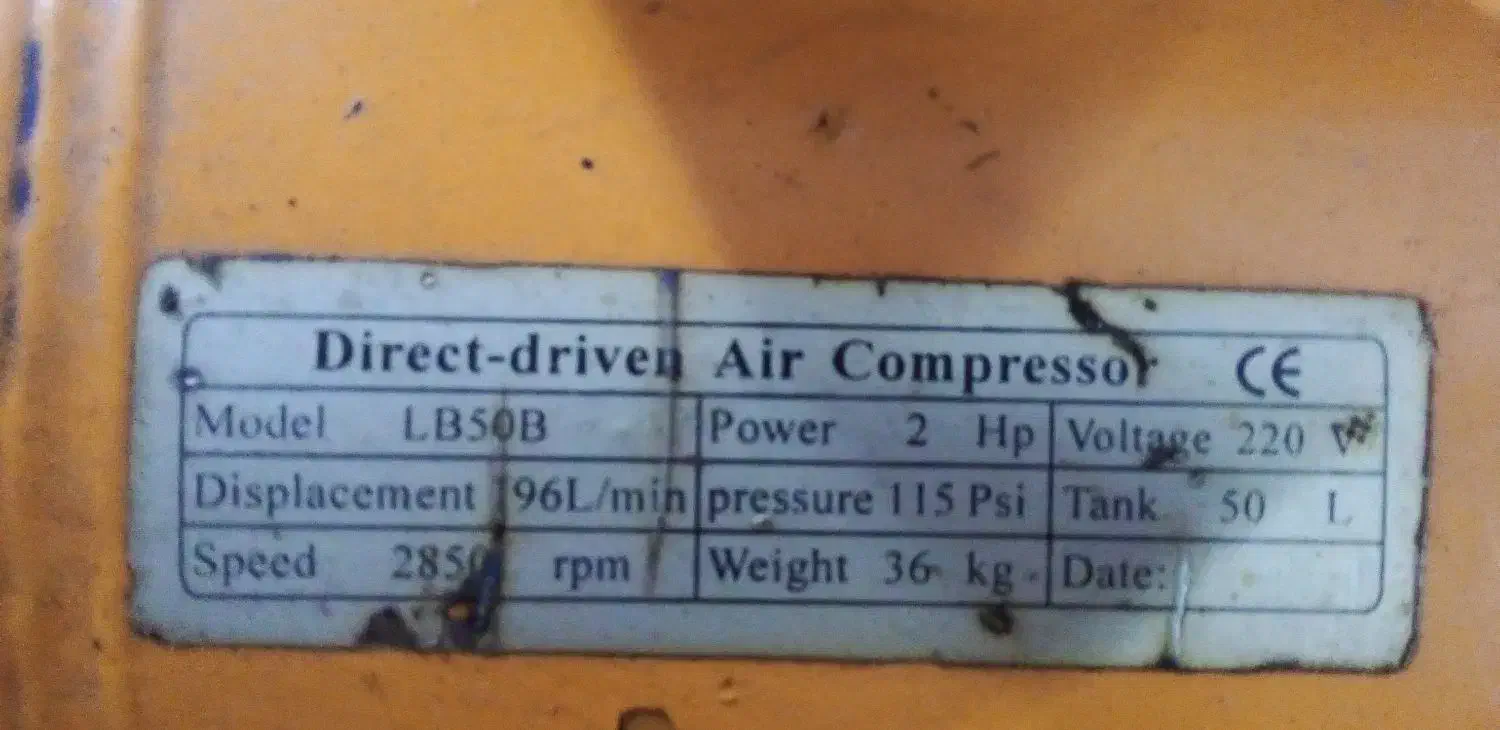 Direct-driven Air Compressor CE
Model LB50B Power 2 Hp Voltage 220
Displacement 196L/min pressure 115 Psi Tank 50 L
Speed 2850 rpm Weight 36 kg Date: